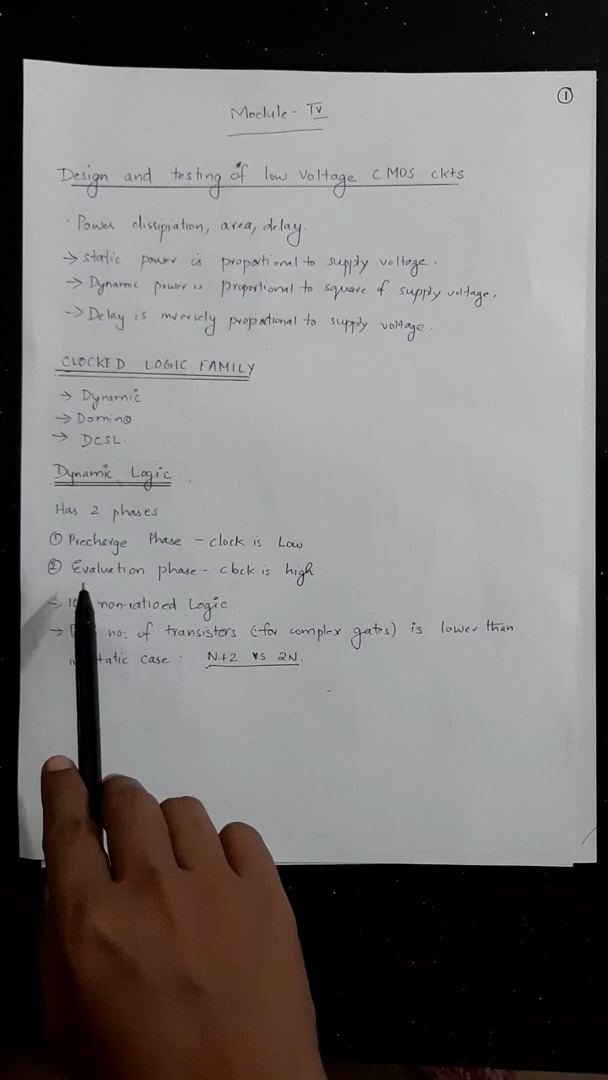 ①
Module - IV
Design and testing of low Voltage CMOS ckts
· Power dissipiation, area, delay.
→ static power is proportional to supply voltage.
→ Dynamic power is proportional to square of supply voltage.
→ Delay is inversely proportional to supply voltage.
CLOCKED LOGIC FAMILY
→ Dynamic
→ Domino
→ DCSL.
Dynamic Logic
Has 2 phases
① Precharge Phase - clock is Low
② Evaluation phase - clock is high
→ non-ratioed Logic.
→ no: of transistors (for complex gates) is lower than
static case : N+2 vs 2N.